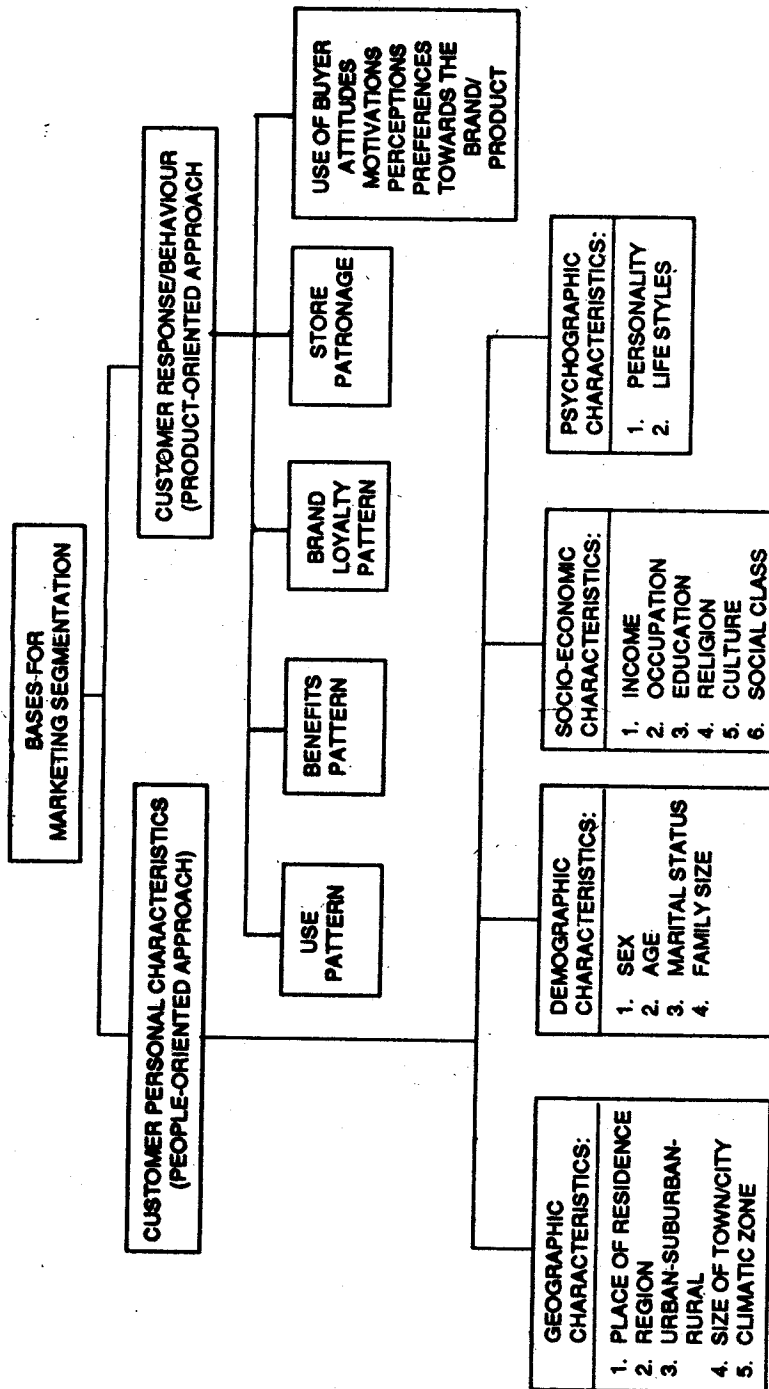 BASES-FOR
MARKETING SEGMENTATION
CUSTOMER PERSONAL CHARACTERISTICS
(PEOPLE-ORIENTED APPROACH)
CUSTOMER RESPONSE/BEHAVIOUR
(PRODUCT-ORIENTED APPROACH)
USE
PATTERN
BENEFITS
PATTERN
BRAND
LOYALTY
PATTERN
STORE
PATRONAGE
USE OF BUYER
ATTITUDES
MOTIVATIONS
PERCEPTIONS
PREFERENCES
TOWARDS THE
BRAND/
PRODUCT
GEOGRAPHIC
CHARACTERISTICS:
1. PLACE OF RESIDENCE
2. REGION
3. URBAN-SUBURBAN-
RURAL
4. SIZE OF TOWN/CITY
5. CLIMATIC ZONE
DEMOGRAPHIC
CHARACTERISTICS:
1. SEX
2. AGE
3. MARITAL STATUS
4. FAMILY SIZE
SOCIO-ECONOMIC
CHARACTERISTICS:
1. INCOME
2. OCCUPATION
3. EDUCATION
4. RELIGION
5. CULTURE
6. SOCIAL CLASS
PSYCHOGRAPHIC
CHARACTERISTICS:
1. PERSONALITY
2. LIFE STYLES